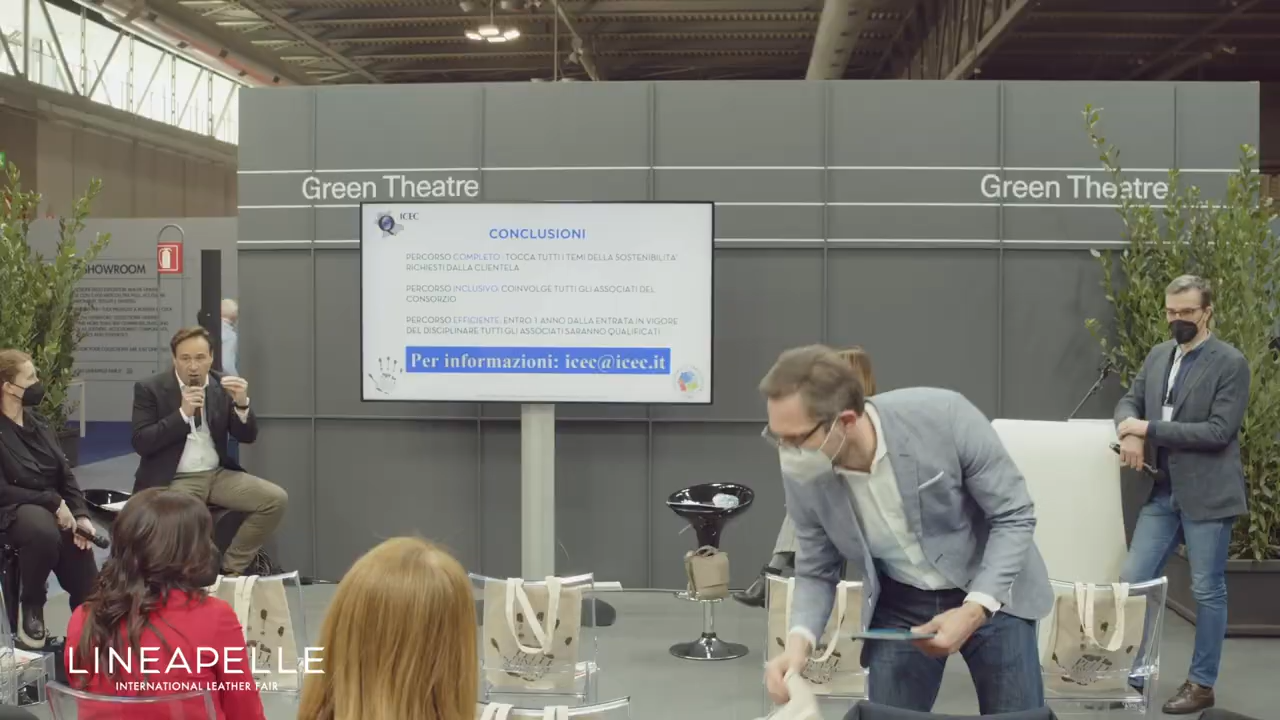 Green Theatre
Green Theatre
ICEC
CONCLUSIONI
PERCORSO COMPLETO: TOCCA TUTTI I TEMI DELLA SOSTENIBILITA'
RICHIESTI DALLA CLIENTELA
PERCORSO INCLUSIVO: COINVOLGE TUTTI GLI ASSOCIATI DEL
CONSORZIO
PERCORSO EFFICIENTE: ENTRO 1 ANNO DALLA ENTRATA IN VIGORE
DEL DISCIPLINARE TUTTI GLI ASSOCIATI SARANNO QUALIFICATI
Per informazioni: icec@icec.it
SHOWROOM
LINEAPELLE
INTERNATIONAL LEATHER FAIR